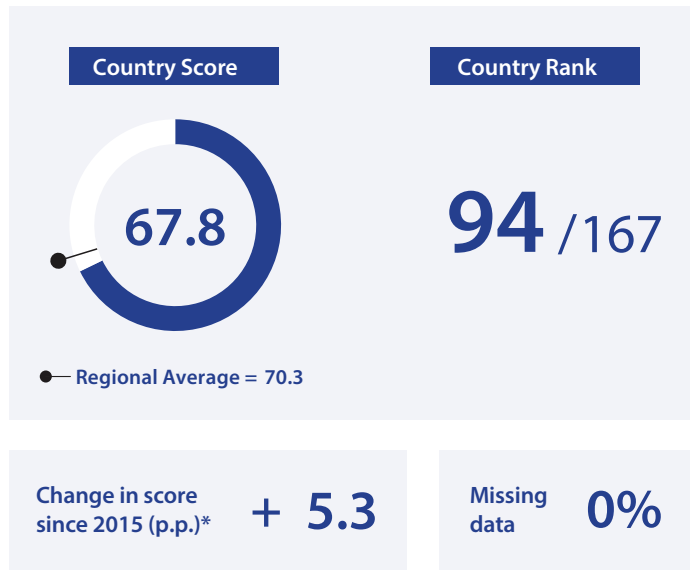 Country Score
Country Rank
67.8
94 /167
Regional Average = 70.3
Change in score
since 2015 (p.p.)*
+ 5.3
Missing
data
0%